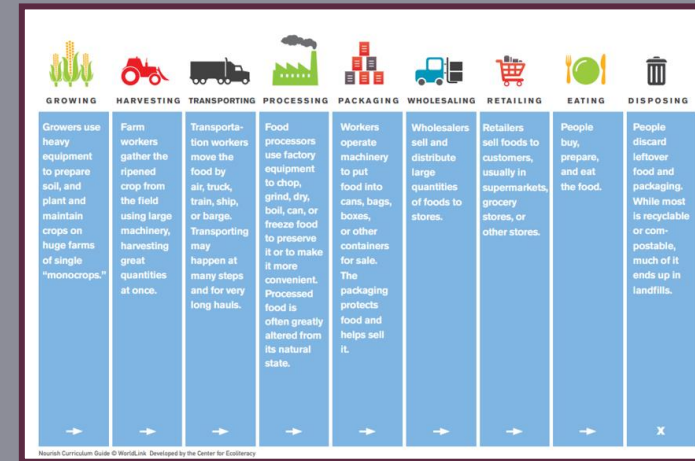 GROWING
HARVESTING
TRANSPORTING
PROCESSING
PACKAGING
WHOLESALING
RETAILING
EATING
DISPOSING
Growers use
heavy
equipment
to prepare
soil, and
plant and
maintain
crops on
huge farms
of single
“monocrops.”
Farm
workers
gather the
ripened
crop from
the field
using large
machinery,
harvesting
great
quantities
at once.
Transporta-
tion workers
move the
food by
air, truck,
train, ship,
or barge.
Transporting
may
happen at
many steps
and for very
long hauls.
Food
processors
use factory
equipment
to chop,
grind, dry,
boil, can, or
freeze food
to preserve
it or to make
it more
convenient.
Processed
food is
often greatly
altered from
its natural
state.
Workers
operate
machinery
to put
food into
cans, bags,
boxes,
or other
containers
for sale.
The
packaging
protects
food and
helps sell
it.
Wholesalers
sell and
distribute
large
quantities
of foods to
stores.
Retailers
sell foods to
customers,
usually in
supermarkets,
grocery
stores, or
other stores.
People
buy,
prepare,
and eat
the food.
People
discard
leftover
food and
packaging.
While most
is recyclable
or com-
postable,
much of it
ends up in
landfills.
X
Nourish Curriculum Guide © WorldLink Developed by the Center for Ecoliteracy